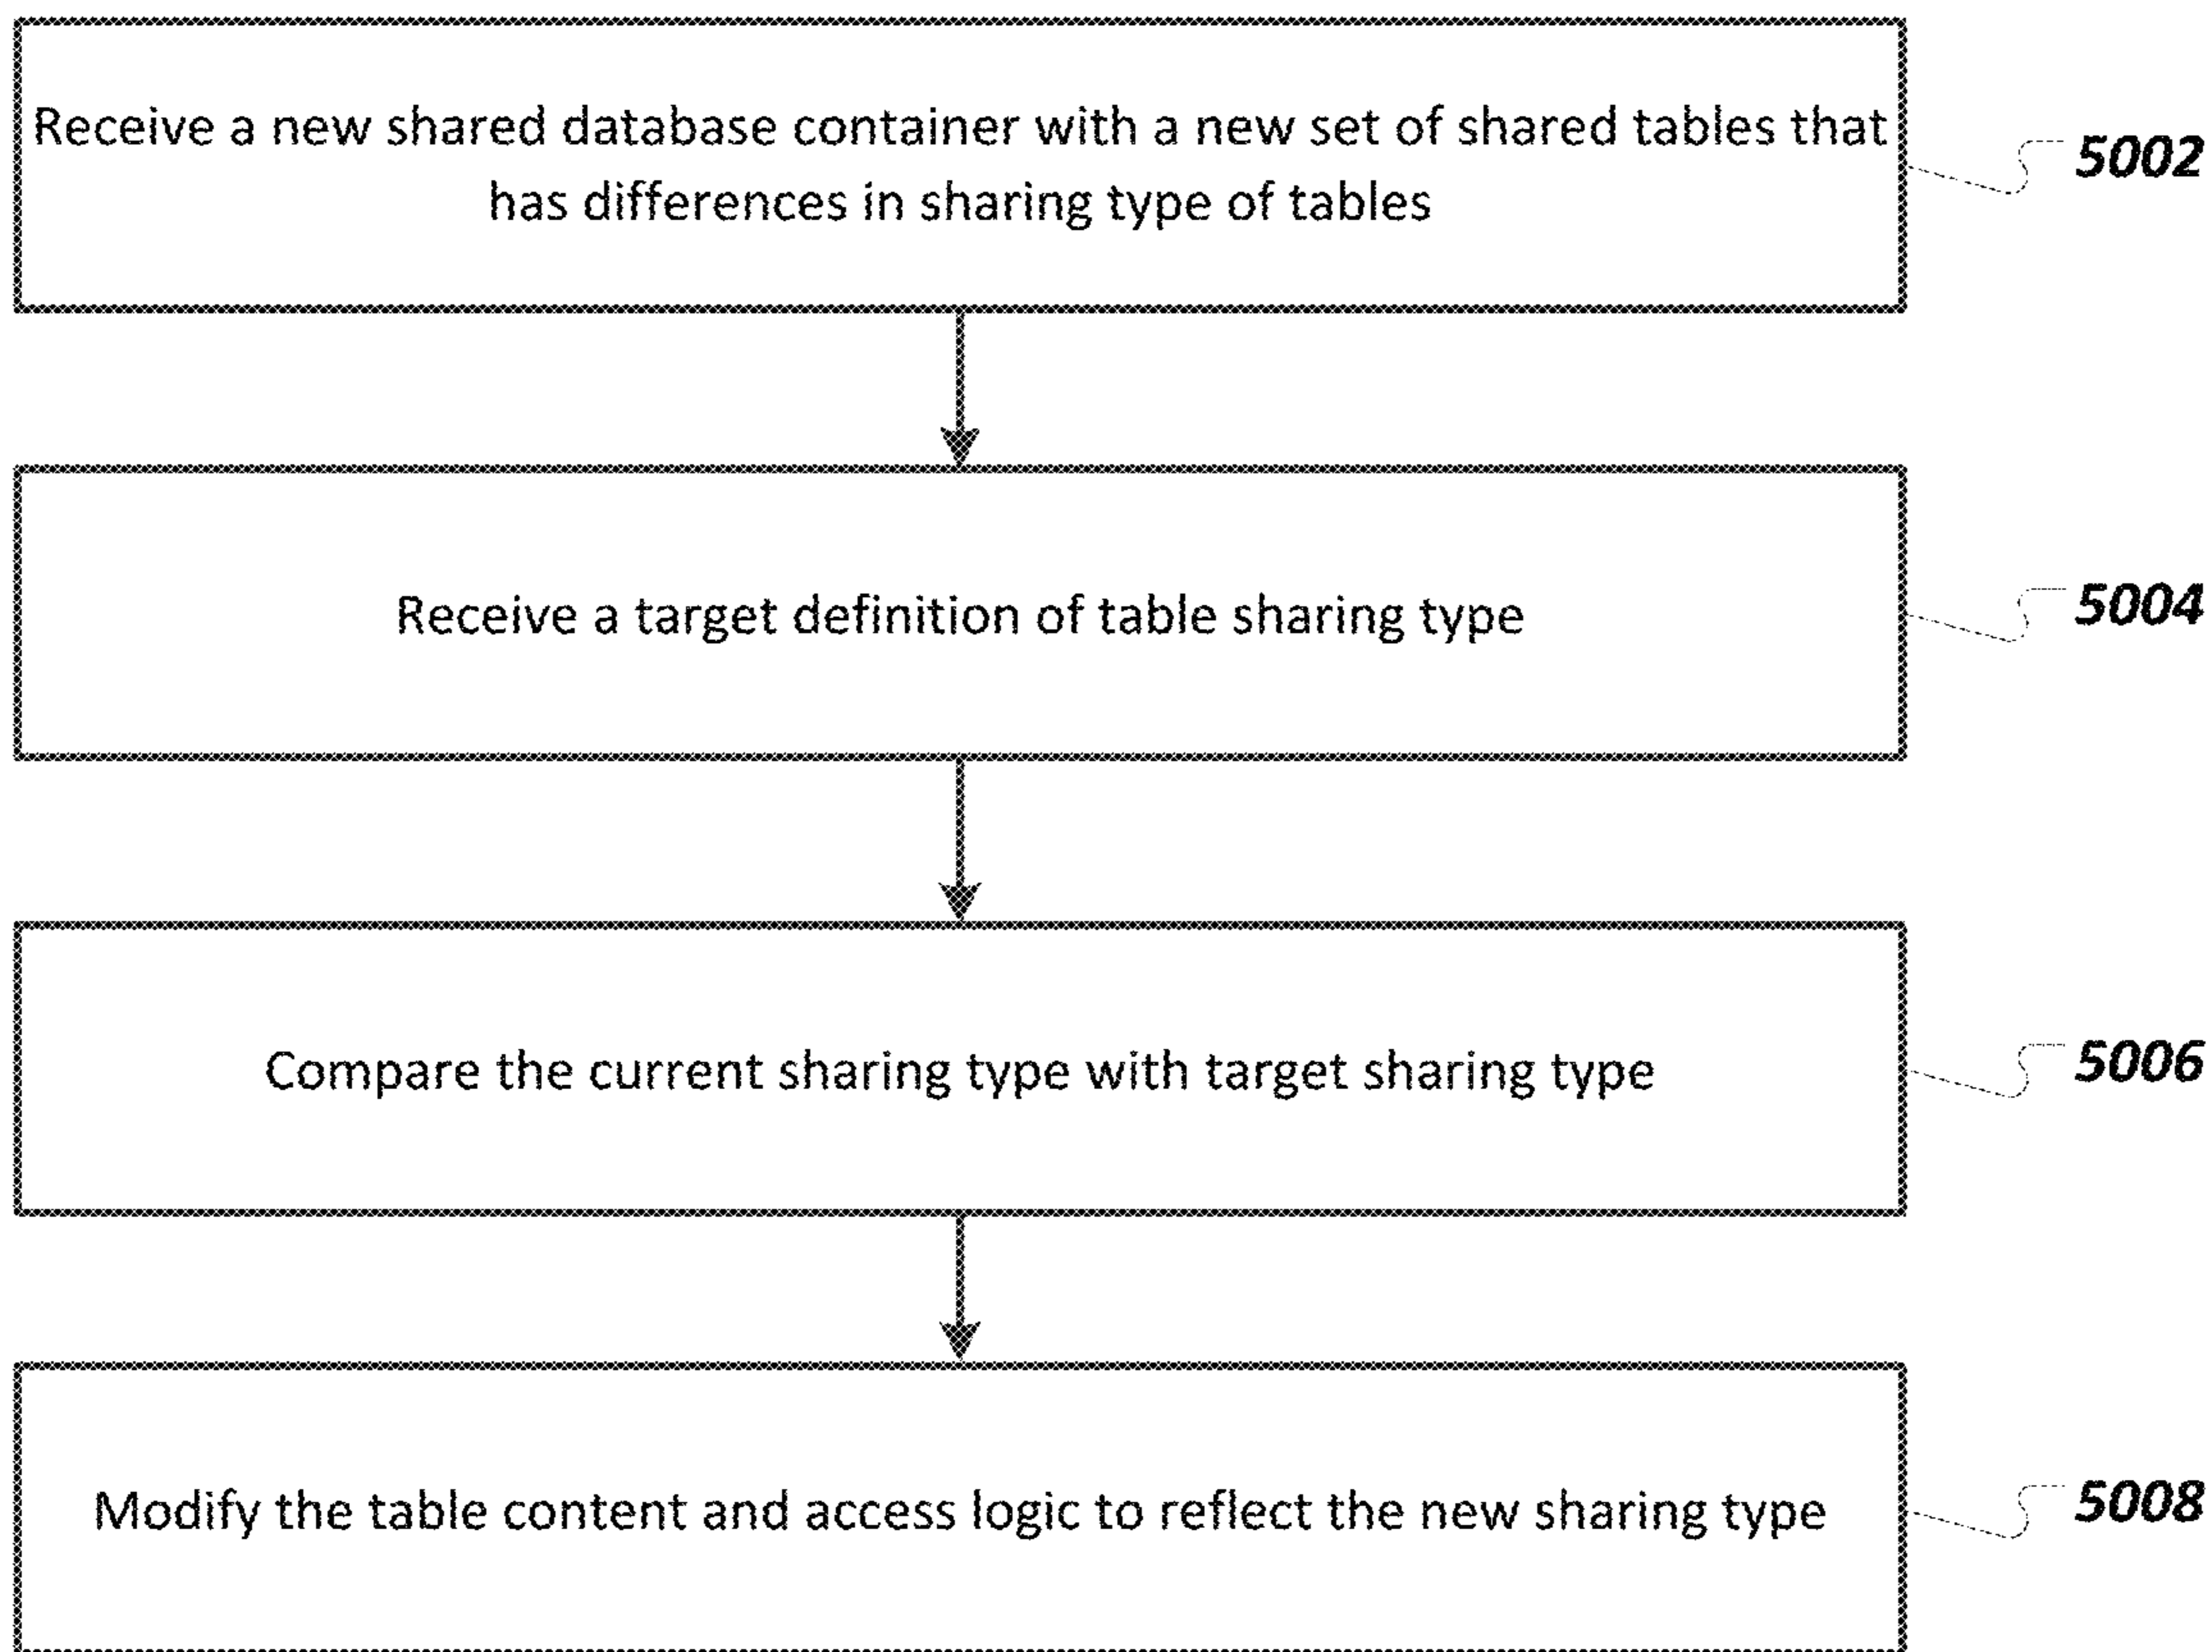 Receive a new shared database container with a new set of shared tables that
has differences in sharing type of tables
5002
Receive a target definition of table sharing type
5004
Compare the current sharing type with target sharing type
5006
Modify the table content and access logic to reflect the new sharing type
5008